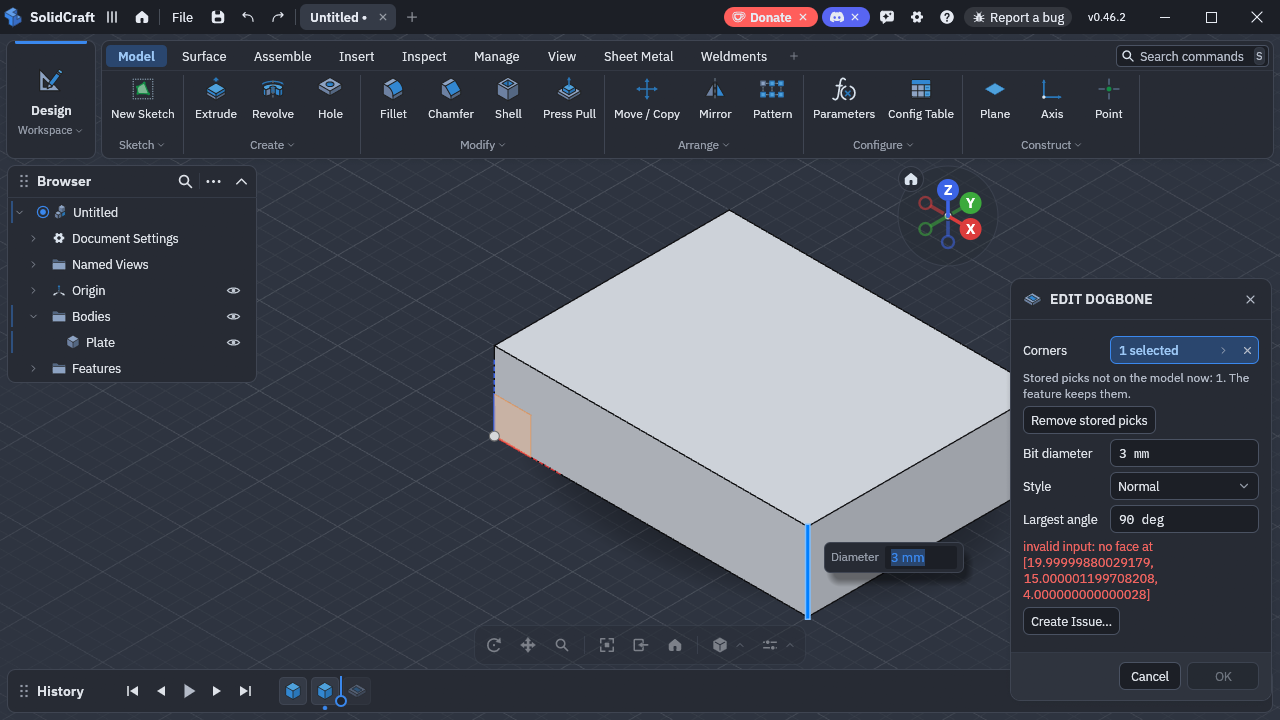 SolidCraft
File
Untitled •
Donate
Report a bug
v0.46.2
Design
Workspace
Model
Surface
Assemble
Insert
Inspect
Manage
View
Sheet Metal
Weldments
Search commands
S
New Sketch
Extrude
Revolve
Hole
Fillet
Chamfer
Shell
Press Pull
Move / Copy
Mirror
Pattern
Parameters
Config Table
Plane
Axis
Point
Sketch
Create
Modify
Arrange
Configure
Construct
Browser
Untitled
Document Settings
Named Views
Origin
Bodies
Plate
Features
Z
Y
X
Diameter
3 mm
EDIT DOGBONE
Corners
1 selected
Stored picks not on the model now: 1. The
feature keeps them.
Remove stored picks
Bit diameter
3 mm
Style
Normal
Largest angle
90 deg
invalid input: no face at
[19.99999880029179,
15.000001199708208,
4.000000000000028]
Create Issue...
Cancel
OK
History